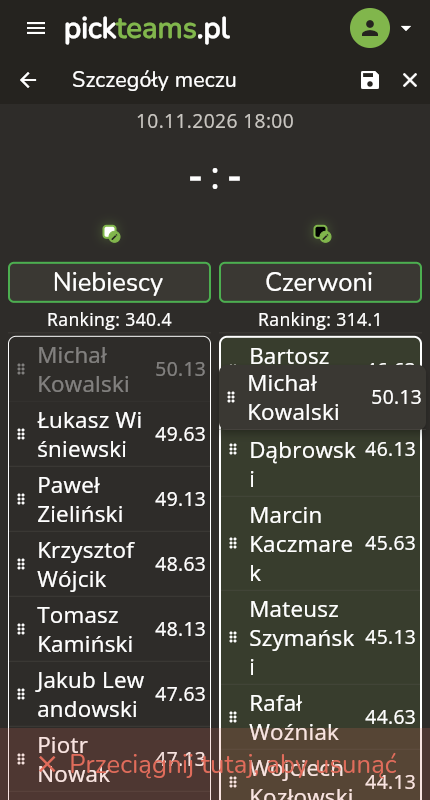 pickteams.pl
Szczegóły meczu
10.11.2026 18:00
- : -
Niebiescy
Czerwoni
Ranking: 340.4
Ranking: 314.1
Michał
Kowalski
50.13
Łukasz Wi
śniewski
49.63
Paweł
Zieliński
49.13
Krzysztof
Wójcik
48.63
Tomasz
Kamiński
48.13
Jakub Lew
andowski
47.63
Piotr
Nowak
47.13
Bartosz
Michał
Kowalski
50.13
Dąbrowsk
i
46.13
Marcin
Kaczmare
k
45.63
Mateusz
Szymańsk
i
45.13
Rafał
Woźniak
44.63
Wojciech
Kozłowski
44.13
Przeciągnij tutaj, aby usunąć